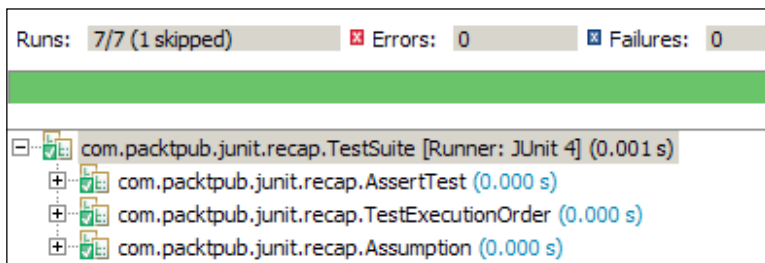 Runs: 7/7 (1 skipped) Errors: 0 Failures: 0
com.packtpub.junit.recap.TestSuite [Runner: JUnit 4] (0.001 s)
com.packtpub.junit.recap.AssertTest (0.000 s)
com.packtpub.junit.recap.TestExecutionOrder (0.000 s)
com.packtpub.junit.recap.Assumption (0.000 s)